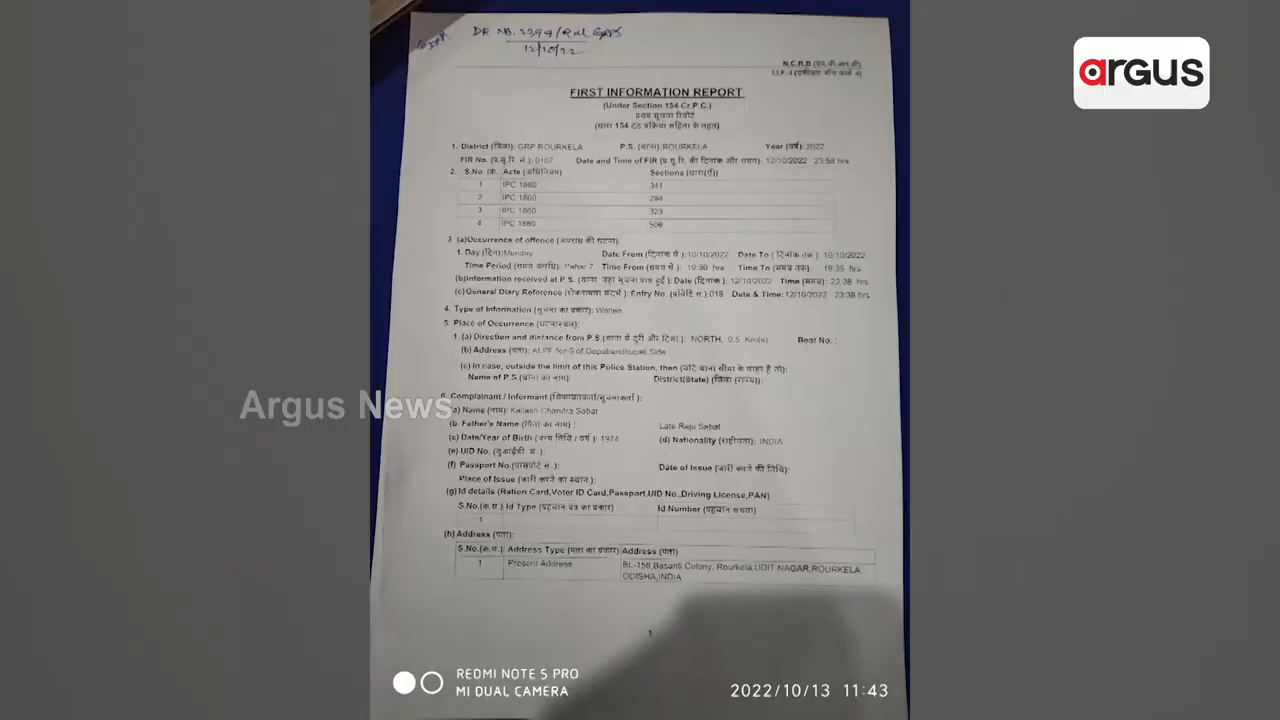 DR NB. 2399/Rkl GRPS
12/10/22
argus
N.C.R.B (एन.सी.आर.बी)
I.I.F.-I (एकीकृत जाँच फार्म-I)
FIRST INFORMATION REPORT
(Under Section 154 Cr.P.C.)
प्रथम सूचना रिपोर्ट
(धारा 154 दंड प्रक्रिया संहिता के तहत)
1. District (जिला): GRP ROURKELA P.S. (थाना):ROURKELA Year (वर्ष): 2022
FIR No. (प्र.सू.रि. सं.): 0107 Date and Time of FIR (प्र.सू.रि. की दिनांक और समय): 12/10/2022 23:58 hrs
2. S.No. (क्र. Acts (अधिनियम) Sections (धारा(एँ))
1 IPC 1860 341
2 IPC 1860 294
3 IPC 1860 323
4 IPC 1860 506
3. (a)Occurrence of offence (अपराध की घटना):
1. Day (दिन):Monday Date From (दिनांक से): 10/10/2022 Date To (दिनांक तक): 10/10/2022
Time Period (समय अवधि): Pahar 7 Time From (समय से): 19:30 hrs Time To (समय तक): 19:35 hrs
(b)Information received at P.S. (थाना जहां सूचना प्राप्त हुई): Date (दिनांक): 12/10/2022 Time (समय): 23:38 hrs
(c)General Diary Reference (रोजनामचा संदर्भ): Entry No. (प्रविष्टि सं.):018 Date & Time: 12/10/2022 23:38 hrs
4. Type of Information (सूचना का प्रकार): Written
5. Place of Occurrence (घटनास्थल):
1. (a) Direction and distance from P.S.(थाना से दूरी और दिशा): NORTH, 0.5 Km(s) Beat No. :
(b) Address (पता): At.PF No-6 of,Gopabandhupali Side
(c) In case, outside the limit of this Police Station, then (यदि थाना सीमा के बाहर है तो):
Name of P.S. (थाना का नाम): District(State) (जिला (राज्य)):
6. Complainant / Informant (शिकायतकर्ता/सूचनाकर्ता):
Argus News
(a) Name (नाम): Kailash Chandra Sabat
(b) Father's Name (पिता का नाम) : Late Raju Sabat
(c) Date/Year of Birth (जन्म तिथि / वर्ष): 1974 (d) Nationality (राष्ट्रीयता): INDIA
(e) UID No. (यूआईडी सं.):
(f) Passport No.(पासपोर्ट सं.): Date of Issue (जारी करने की तिथि):
Place of Issue (जारी करने का स्थान):
(g) Id details (Ration Card,Voter ID Card,Passport,UID No.,Driving License,PAN)
S.No.(क्र.सं.) Id Type (पहचान पत्र का प्रकार) Id Number (पहचान संख्या)
1
(h) Address (पता):
S.No.(क्र.सं.) Address Type (पता का प्रकार) Address (पता)
1 Present Address BL-156,Basanti Colony, Rourkela,UDIT NAGAR,ROURKELA,
ODISHA,INDIA
1
REDMI NOTE 5 PRO
MI DUAL CAMERA
2022/10/13 11:43